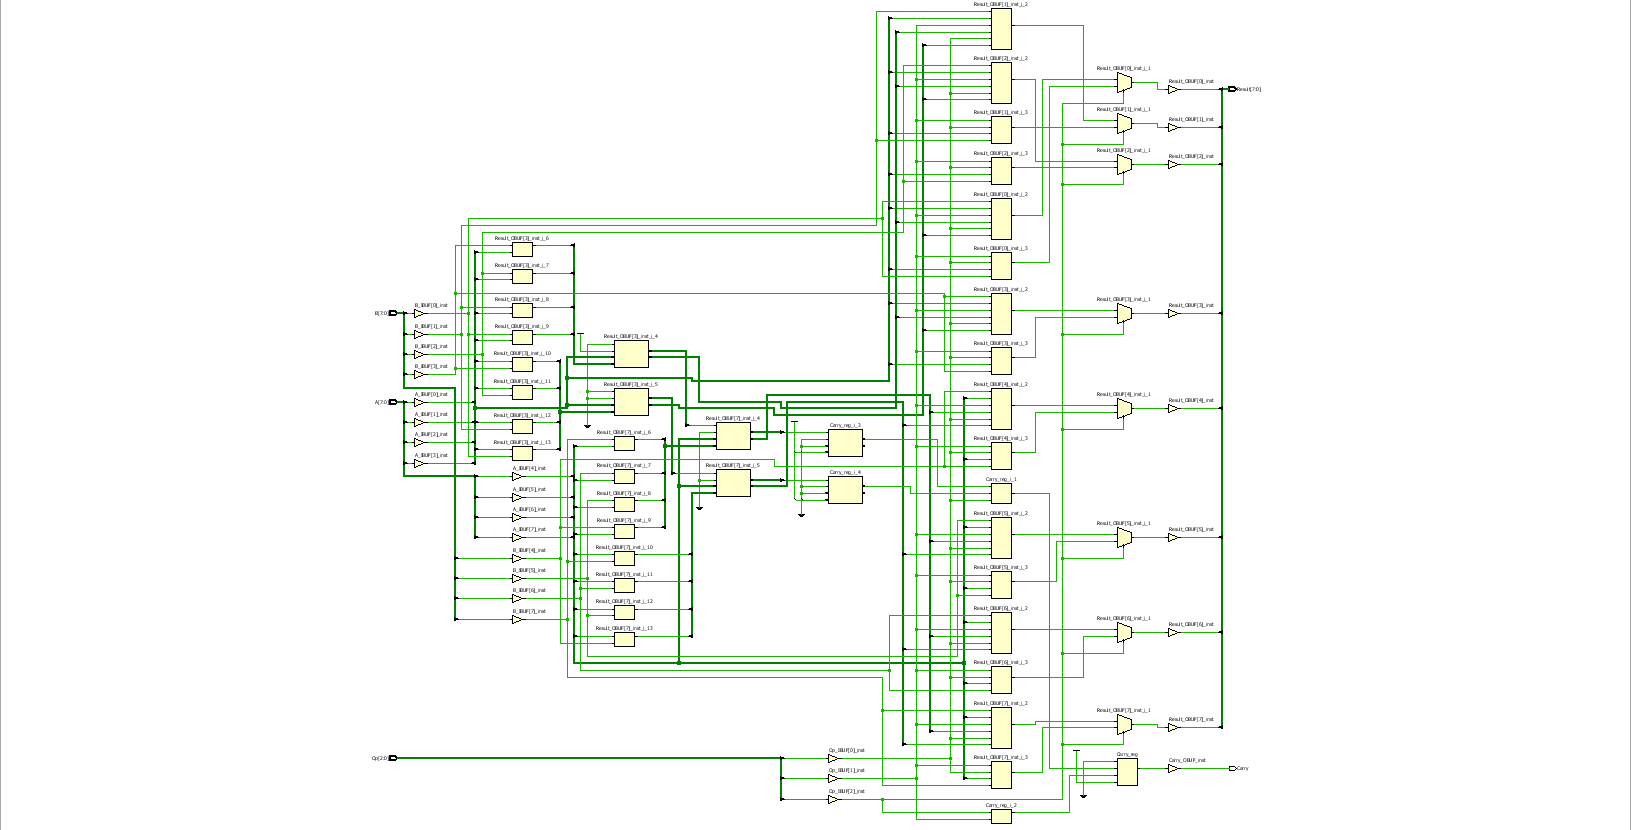 Result_OBUF[1]_inst_i_2
Result_OBUF[2]_inst_i_2
Result_OBUF[0]_inst_i_1
Result_OBUF[0]_inst
Result[7:0]
Result_OBUF[1]_inst_i_3
Result_OBUF[1]_inst_i_1
Result_OBUF[1]_inst
Result_OBUF[2]_inst_i_3
Result_OBUF[2]_inst_i_1
Result_OBUF[2]_inst
Result_OBUF[0]_inst_i_2
Result_OBUF[3]_inst_i_6
Result_OBUF[0]_inst_i_3
Result_OBUF[3]_inst_i_7
Result_OBUF[3]_inst_i_2
Result_OBUF[3]_inst_i_8
Result_OBUF[3]_inst_i_1
Result_OBUF[3]_inst
B_IBUF[0]_inst
B[7:0]
B_IBUF[1]_inst
Result_OBUF[3]_inst_i_9
Result_OBUF[3]_inst_i_4
B_IBUF[2]_inst
Result_OBUF[3]_inst_i_10
Result_OBUF[3]_inst_i_3
B_IBUF[3]_inst
Result_OBUF[3]_inst_i_11
Result_OBUF[3]_inst_i_5
Result_OBUF[4]_inst_i_2
A_IBUF[0]_inst
A[7:0]
Result_OBUF[4]_inst_i_1
Result_OBUF[4]_inst
A_IBUF[1]_inst
Result_OBUF[3]_inst_i_12
Result_OBUF[7]_inst_i_4
Carry_reg_i_3
A_IBUF[2]_inst
Result_OBUF[3]_inst_i_13
Result_OBUF[7]_inst_i_6
Result_OBUF[4]_inst_i_3
A_IBUF[3]_inst
A_IBUF[4]_inst
Result_OBUF[7]_inst_i_7
Result_OBUF[7]_inst_i_5
Carry_reg_i_4
Carry_reg_i_1
A_IBUF[5]_inst
Result_OBUF[7]_inst_i_8
A_IBUF[6]_inst
Result_OBUF[7]_inst_i_9
Result_OBUF[5]_inst_i_2
A_IBUF[7]_inst
Result_OBUF[5]_inst_i_1
Result_OBUF[5]_inst
B_IBUF[4]_inst
Result_OBUF[7]_inst_i_10
B_IBUF[5]_inst
Result_OBUF[7]_inst_i_11
Result_OBUF[5]_inst_i_3
B_IBUF[6]_inst
Result_OBUF[7]_inst_i_12
Result_OBUF[6]_inst_i_2
B_IBUF[7]_inst
Result_OBUF[7]_inst_i_13
Result_OBUF[6]_inst_i_1
Result_OBUF[6]_inst
Result_OBUF[6]_inst_i_3
Result_OBUF[7]_inst_i_2
Result_OBUF[7]_inst_i_1
Result_OBUF[7]_inst
Op[2:0]
Op_IBUF[0]_inst
Result_OBUF[7]_inst_i_3
Carry_reg
Carry_OBUF_inst
Carry
Op_IBUF[1]_inst
Op_IBUF[2]_inst
Carry_reg_i_2